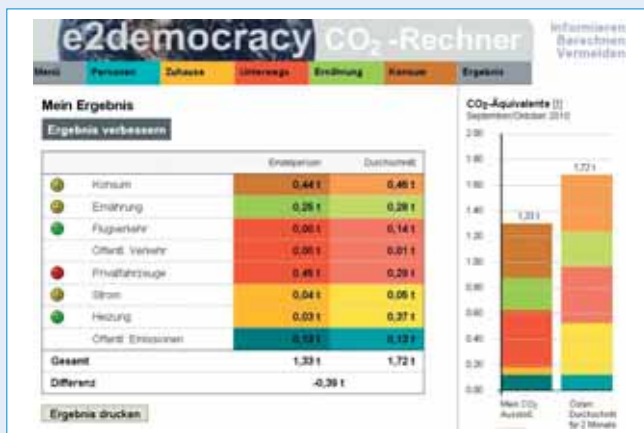 e2democracy CO₂-Rechner
Informieren
Berechnen
Vermeiden
Menü Personen Zuhause Unterwegs Ernährung Konsum Ergebnis
Mein Ergebnis
Ergebnis verbessern
Einzelperson Durchschnitt
Konsum 0,44 t 0,46 t
Ernährung 0,25 t 0,28 t
Flugverkehr 0,00 t 0,14 t
Öffentl. Verkehr 0,00 t 0,01 t
Privatfahrzeuge 0,45 t 0,29 t
Strom 0,04 t 0,05 t
Heizung 0,03 t 0,37 t
Öffentl. Emissionen 0,13 t 0,13 t
Gesamt 1,33 t 1,72 t
Differenz -0,39 t
Ergebnis drucken
CO₂-Äquivalente [t]
September/Oktober 2010
2.00
1.80
1,72 t
1.60
1.40
1,33 t
1.20
1.00
0.80
0.60
0.40
0.20
0.00
Mein CO₂ Ausstoß
Österr. Durchschnitt für 2 Monate